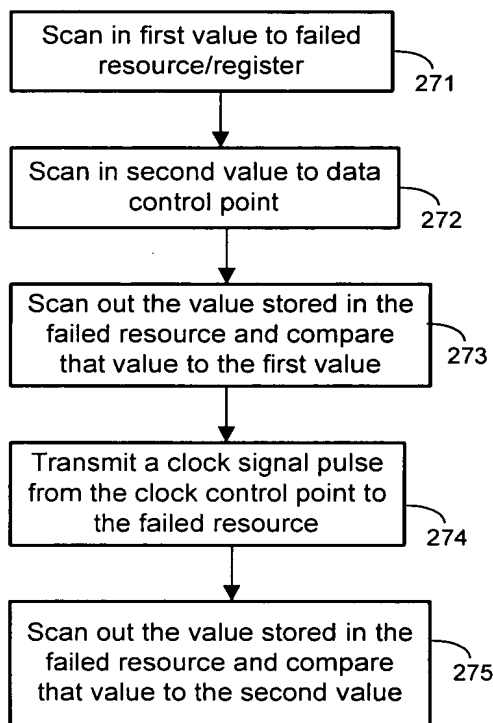 Scan in first value to failed
resource/register
271
Scan in second value to data
control point
272
Scan out the value stored in the
failed resource and compare
that value to the first value
273
Transmit a clock signal pulse
from the clock control point to
the failed resource
274
Scan out the value stored in the
failed resource and compare
that value to the second value
275